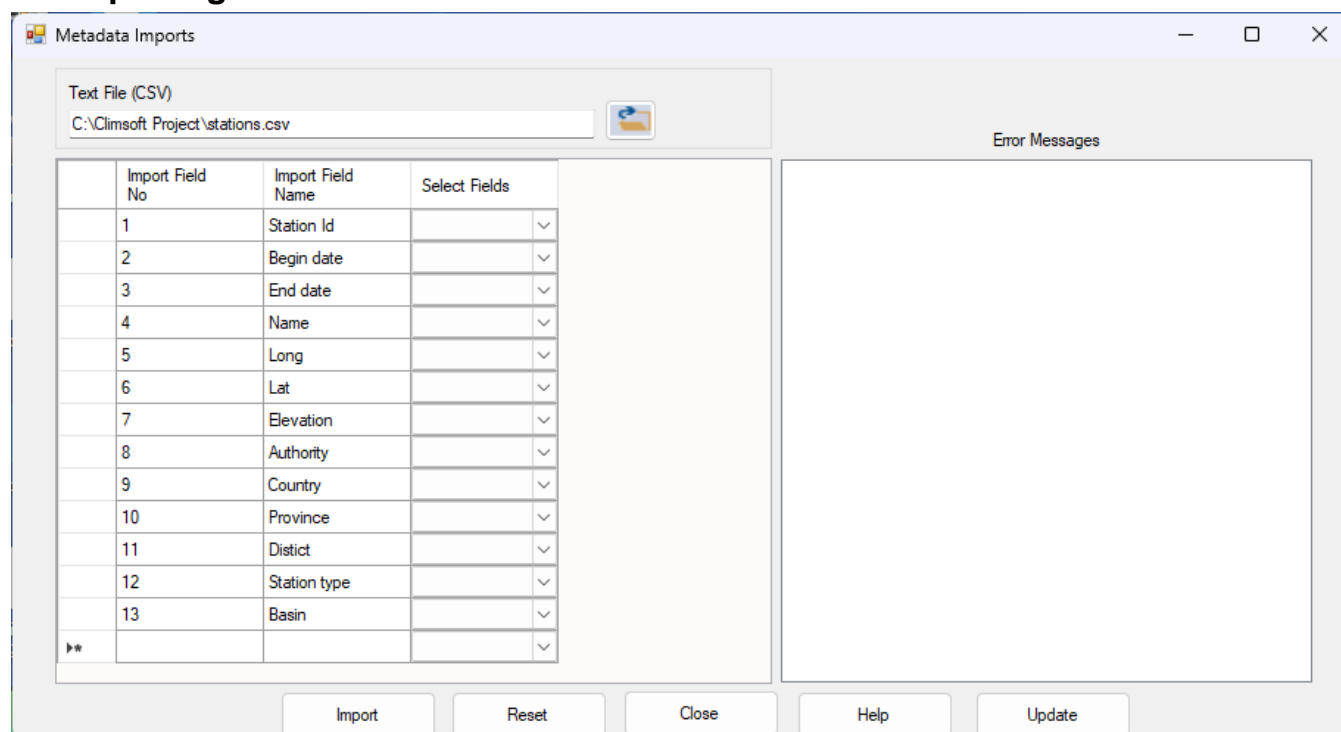 Metadata Imports
Text File (CSV)
C:\Climsoft Project\stations.csv
Error Messages
Import Field No Import Field Name Select Fields
1 Station Id
2 Begin date
3 End date
4 Name
5 Long
6 Lat
7 Elevation
8 Authority
9 Country
10 Province
11 Distict
12 Station type
13 Basin
Import Reset Close Help Update